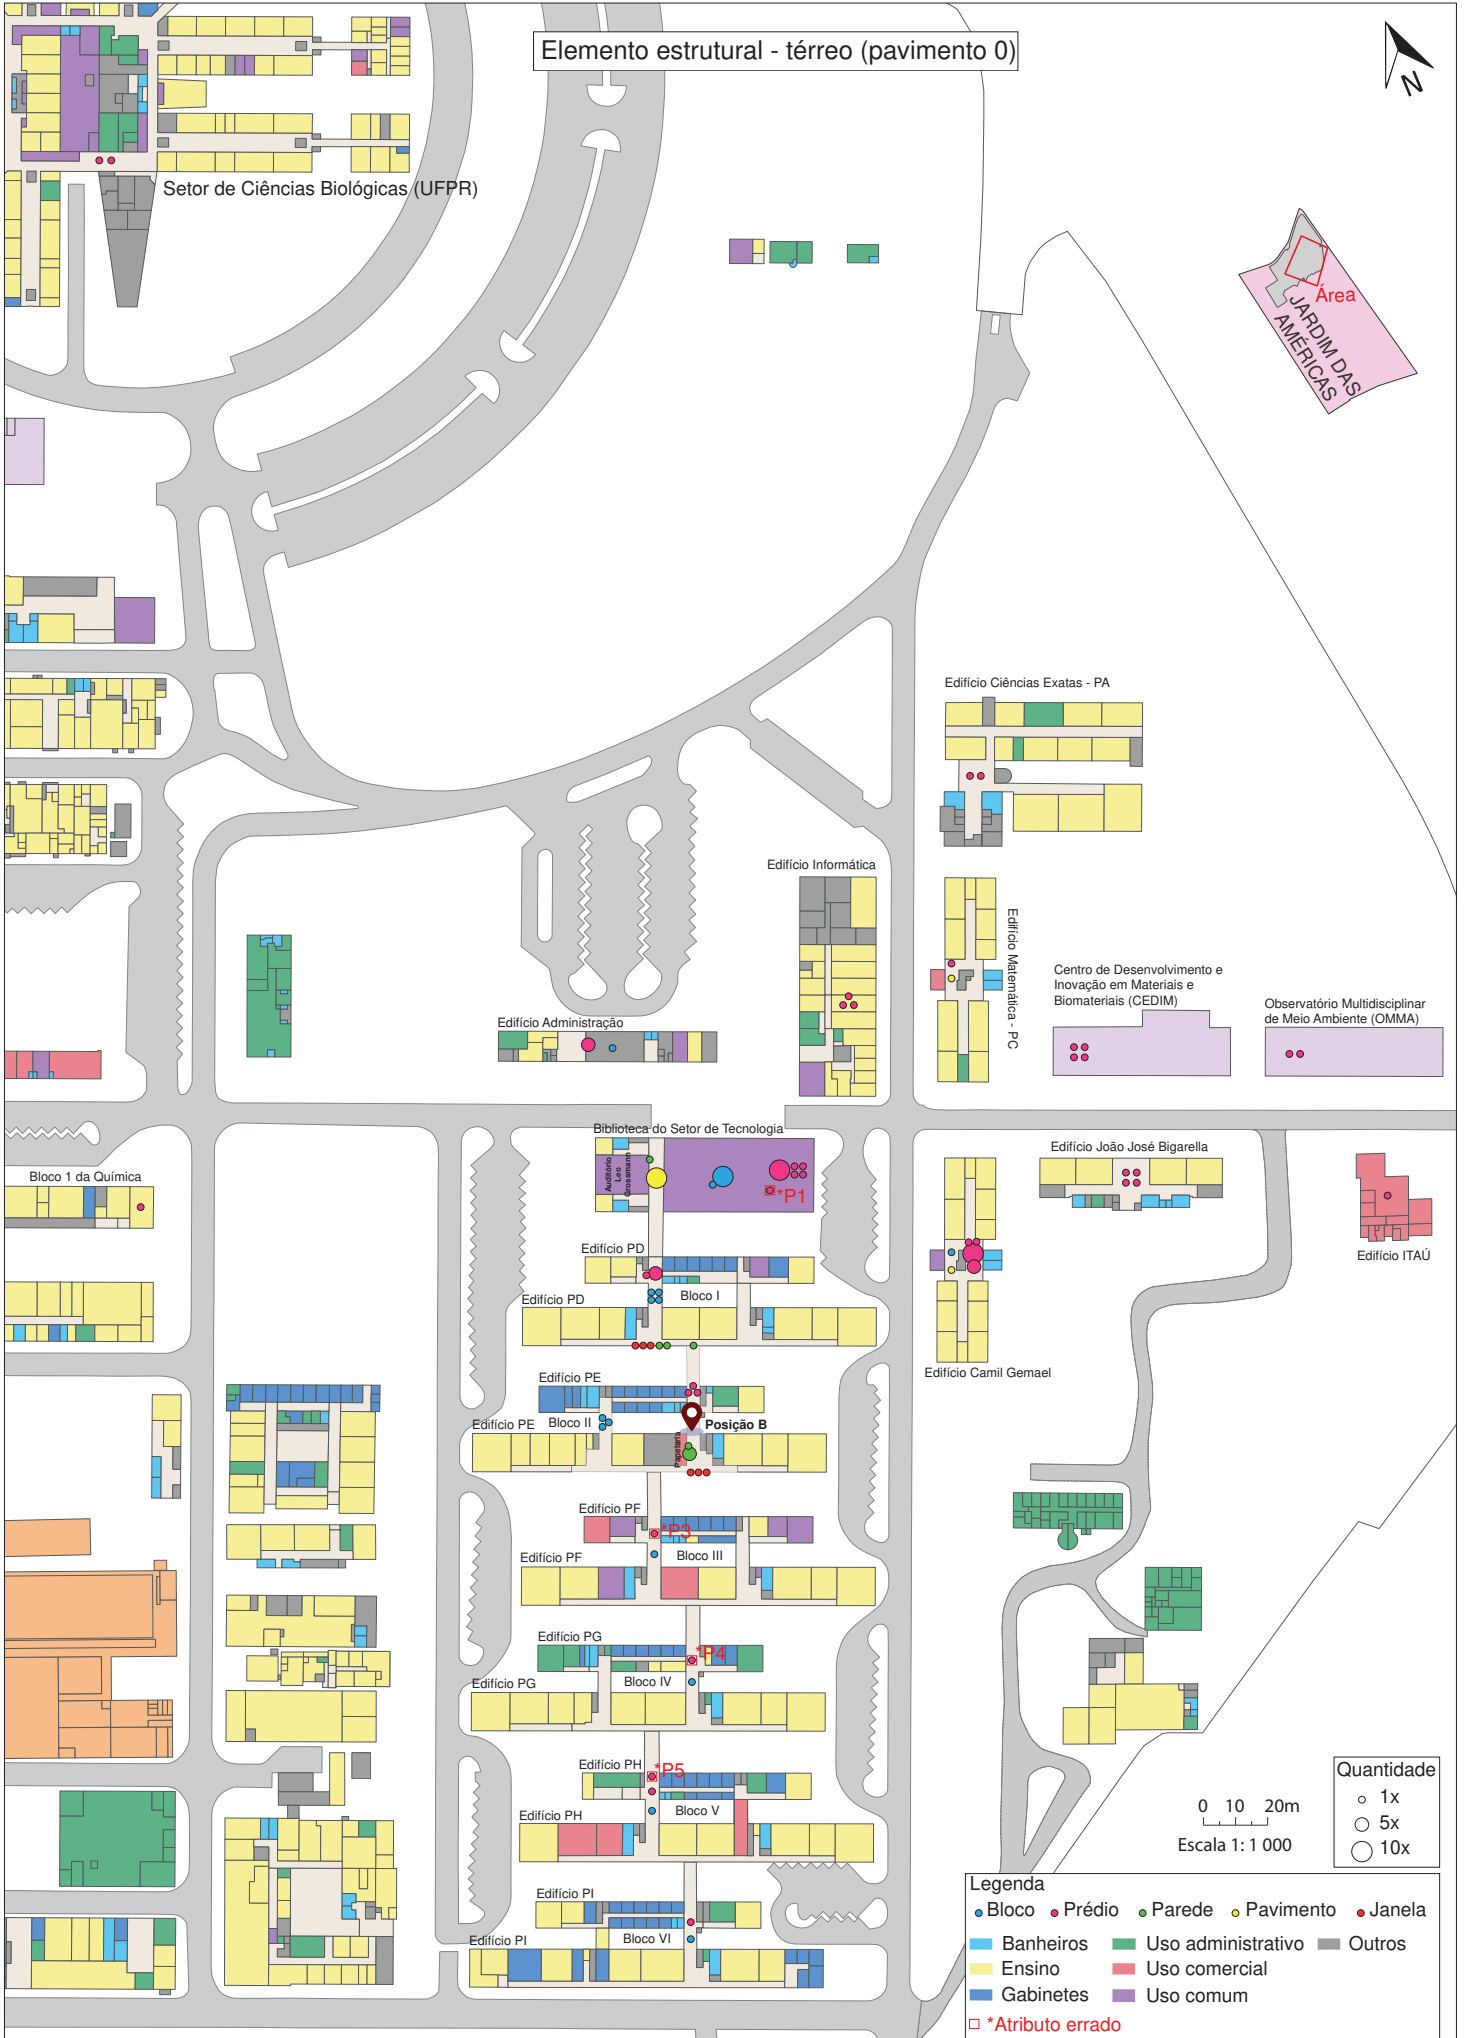 Elemento estrutural - térreo (pavimento 0)
N
Setor de Ciências Biológicas (UFPR)
Área
JARDIM DAS
AMÉRICAS
Edifício Ciências Exatas - PA
Edifício Informática
Edifício Matemática - PC
Centro de Desenvolvimento e
Inovação em Materiais e
Biomateriais (CEDIM)
Observatório Multidisciplinar
de Meio Ambiente (OMMA)
Edifício Administração
Biblioteca do Setor de Tecnologia
Auditório
Leo
Grossmann
*P1
Edifício João José Bigarella
Bloco 1 da Química
Edifício ITAÚ
Edifício PD
Bloco I
Edifício PD
Edifício Camil Gemael
Edifício PE
Bloco II
Posição B
Edifício PE
Papelaria
Edifício PF
*P3
Bloco III
Edifício PF
Edifício PG
*P4
Bloco IV
Edifício PG
Edifício PH
*P5
Bloco V
Edifício PH
Edifício PI
Bloco VI
Edifício PI
0 10 20m
Escala 1: 1 000
Quantidade
1x
5x
10x
Legenda
Bloco Prédio Parede Pavimento Janela
Banheiros Uso administrativo Outros
Ensino Uso comercial
Gabinetes Uso comum
*Atributo errado